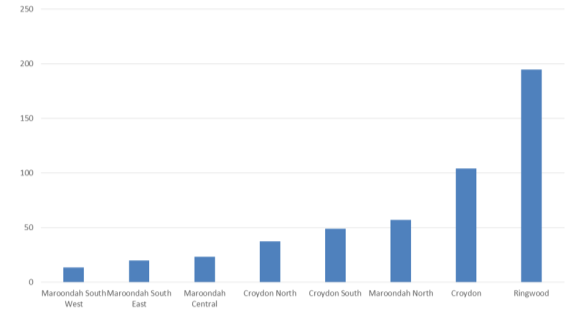 250
200
150
100
50
0
Maroondah South West
Maroondah South East
Maroondah Central
Croydon North
Croydon South
Maroondah North
Croydon
Ringwood